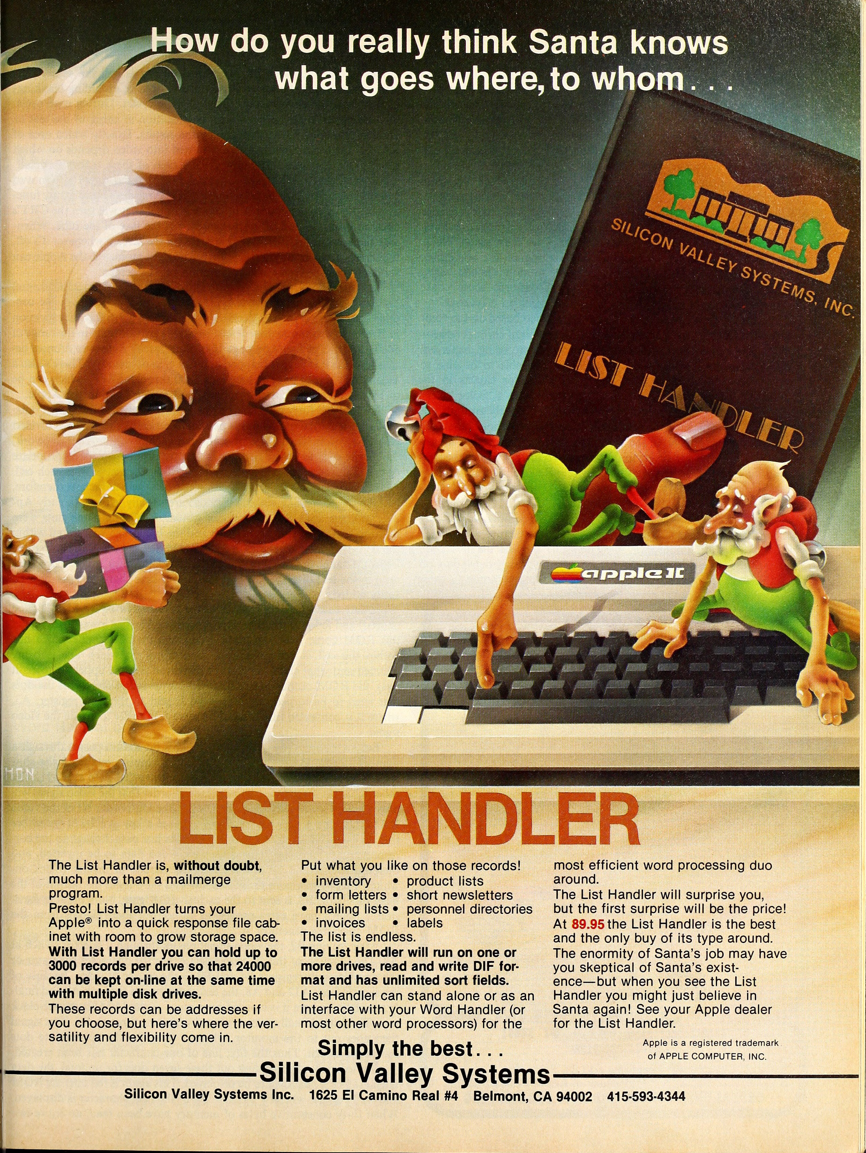 How do you really think Santa knows
what goes where, to whom . . .
SILICON VALLEY SYSTEMS, INC.
LIST HANDLER
apple ][
MON
LIST HANDLER
The List Handler is, without doubt,
much more than a mailmerge
program.
Presto! List Handler turns your
Apple® into a quick response file cab-
inet with room to grow storage space.
With List Handler you can hold up to
3000 records per drive so that 24000
can be kept on-line at the same time
with multiple disk drives.
These records can be addresses if
you choose, but here's where the ver-
satility and flexibility come in.
Put what you like on those records!
• inventory • product lists
• form letters • short newsletters
• mailing lists • personnel directories
• invoices • labels
The list is endless.
The List Handler will run on one or
more drives, read and write DIF for-
mat and has unlimited sort fields.
List Handler can stand alone or as an
interface with your Word Handler (or
most other word processors) for the
most efficient word processing duo
around.
The List Handler will surprise you,
but the first surprise will be the price!
At 89.95 the List Handler is the best
and the only buy of its type around.
The enormity of Santa's job may have
you skeptical of Santa's exist-
ence—but when you see the List
Handler you might just believe in
Santa again! See your Apple dealer
for the List Handler.
Apple is a registered trademark
of APPLE COMPUTER, INC.
Simply the best . . .
Silicon Valley Systems
Silicon Valley Systems Inc. 1625 El Camino Real #4 Belmont, CA 94002 415-593-4344